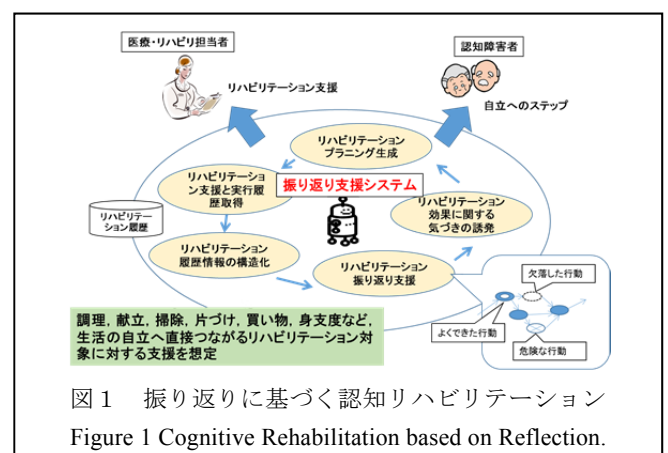 医療・リハビリ担当者
認知障害者
リハビリテーション支援
自立へのステップ
リハビリテーション
プラニング生成
リハビリテーショ
ン支援と実行履
歴取得
振り返り支援システム
リハビリテーション
効果に関する
気づきの誘発
リハビリテー
ション履歴
リハビリテーション
履歴情報の構造化
リハビリテーション
振り返り支援
欠落した行動
よくできた行動
危険な行動
調理，献立，掃除，片づけ，買い物，身支度など，
生活の自立へ直接つながるリハビリテーション対
象に対する支援を想定
図１　振り返りに基づく認知リハビリテーション
Figure 1 Cognitive Rehabilitation based on Reflection.